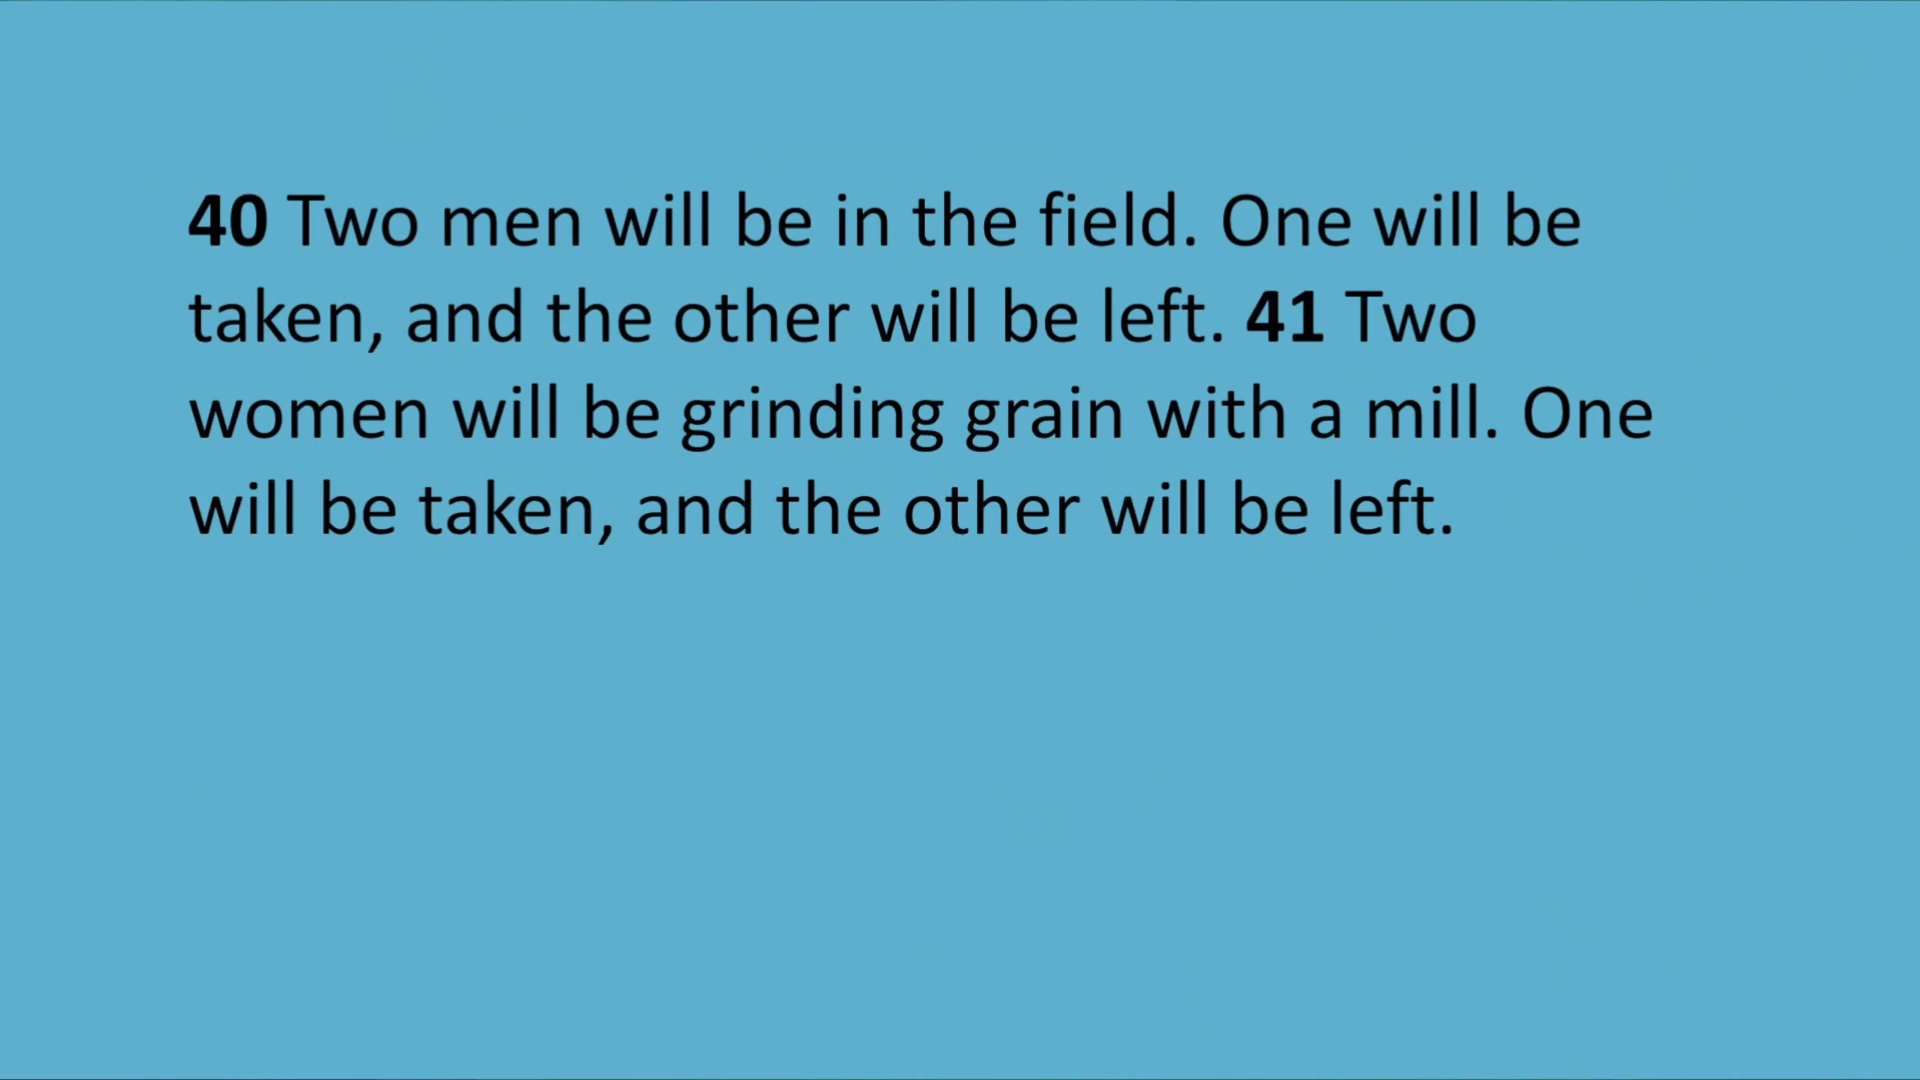 40 Two men will be in the field. One will be
taken, and the other will be left. 41 Two
women will be grinding grain with a mill. One
will be taken, and the other will be left.